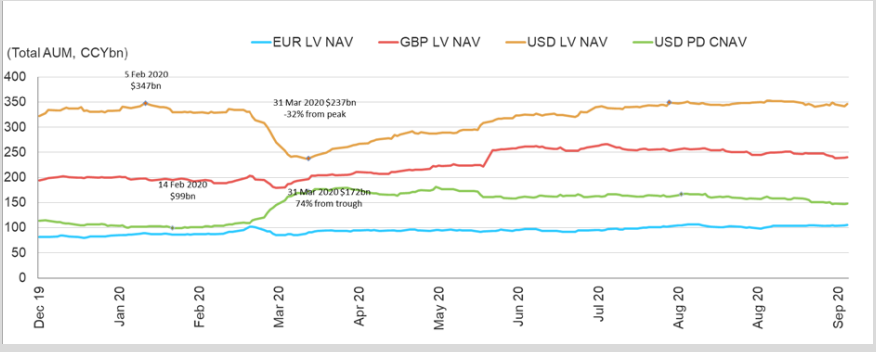 EUR LV NAV GBP LV NAV USD LV NAV USD PD CNAV
(Total AUM, CCYbn)
5 Feb 2020
$347bn
400
350
31 Mar 2020 $237bn
-32% from peak
300
250
200
14 Feb 2020
$99bn
31 Mar 2020 $172bn
74% from trough
150
100
50
0
Dec 19
Jan 20
Feb 20
Mar 20
Apr 20
May 20
Jun 20
Jul 20
Aug 20
Aug 20
Sep 20